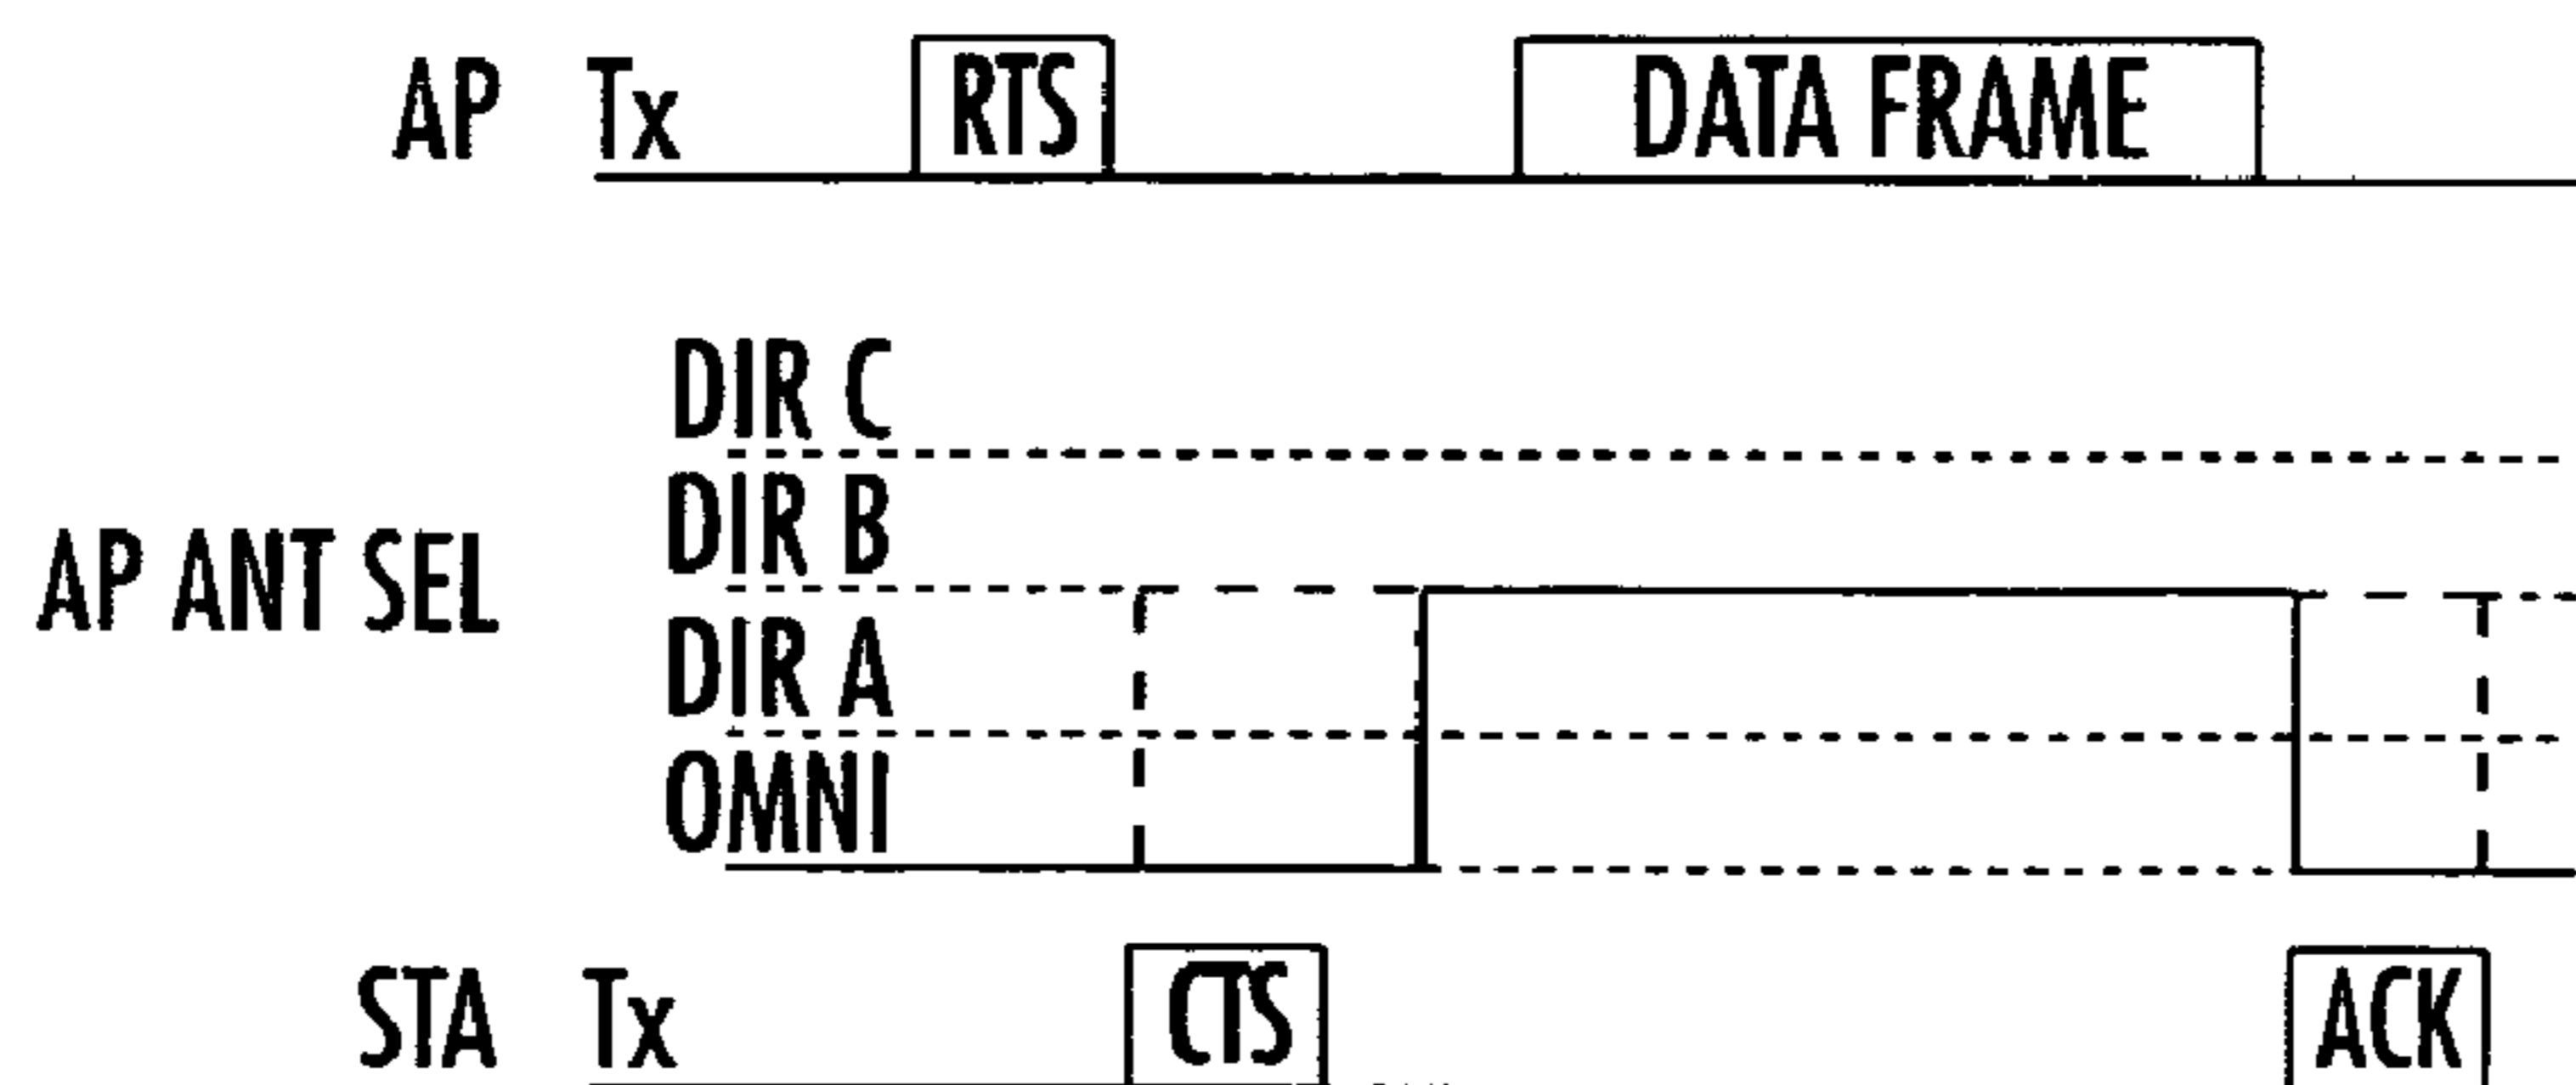 AP Tx RTS DATA FRAME
DIR C
DIR B
AP ANT SEL
DIR A
OMNI
STA Tx CTS ACK